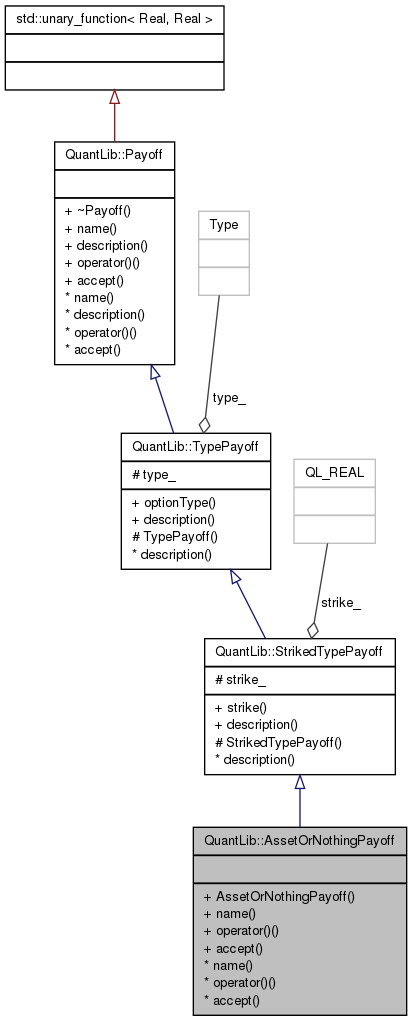 std::unary_function< Real, Real >
QuantLib::Payoff
+ ~Payoff()
+ name()
+ description()
+ operator()()
+ accept()
* name()
* description()
* operator()()
* accept()
Type
type_
QuantLib::TypePayoff
# type_
+ optionType()
+ description()
# TypePayoff()
* description()
QL_REAL
strike_
QuantLib::StrikedTypePayoff
# strike_
+ strike()
+ description()
# StrikedTypePayoff()
* description()
QuantLib::AssetOrNothingPayoff
+ AssetOrNothingPayoff()
+ name()
+ operator()()
+ accept()
* name()
* operator()()
* accept()